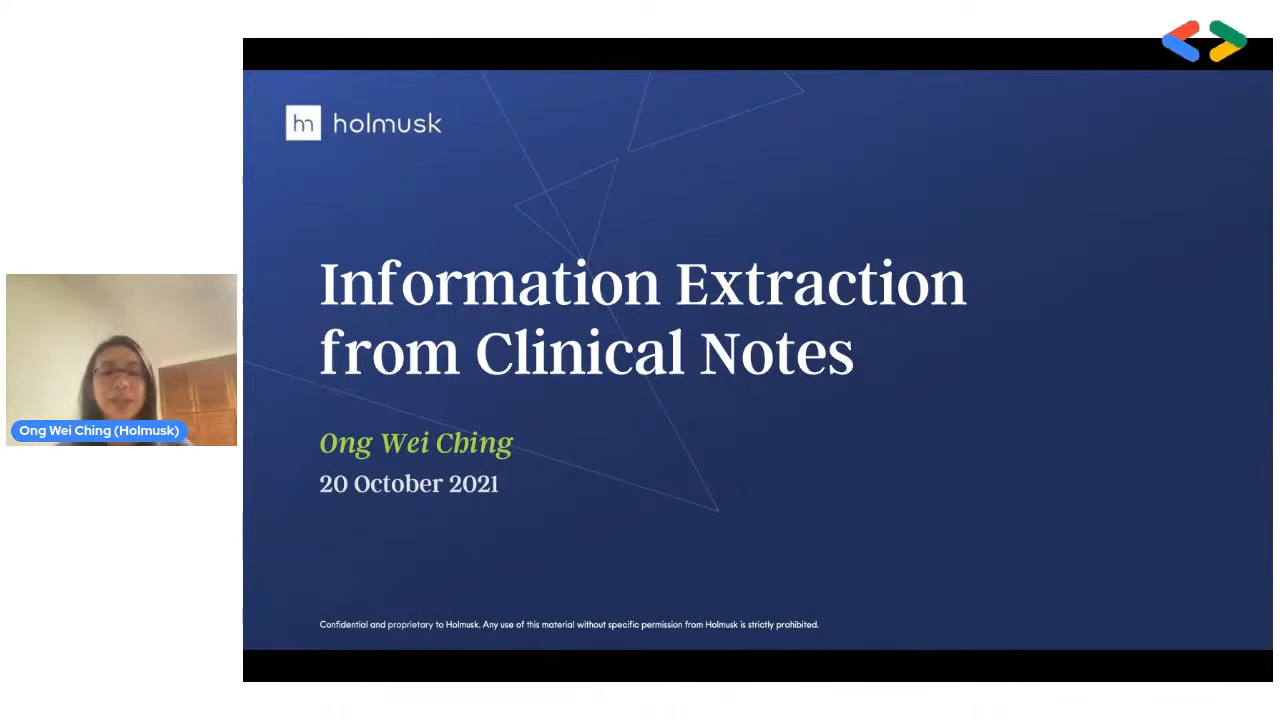 hm holmusk
Information Extraction
from Clinical Notes
Ong Wei Ching
20 October 2021
Confidential and proprietary to Holmusk. Any use of this material without specific permission from Holmusk is strictly prohibited.
Ong Wei Ching (Holmusk)